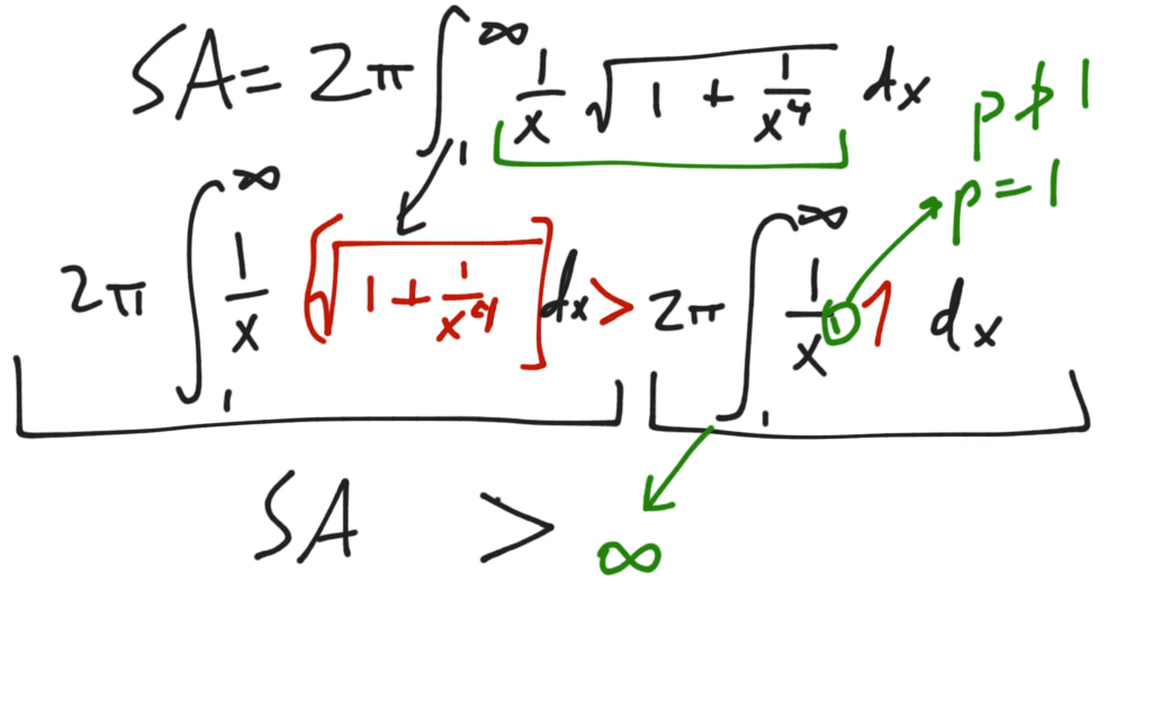 SA = 2π ∫₁^∞ 1/x √(1 + 1/x⁴) dx
p ≯ 1
p = 1
2π ∫₁^∞ 1/x [√(1 + 1/x⁴)] dx > 2π ∫₁^∞ 1/x¹ 1 dx
SA > ∞